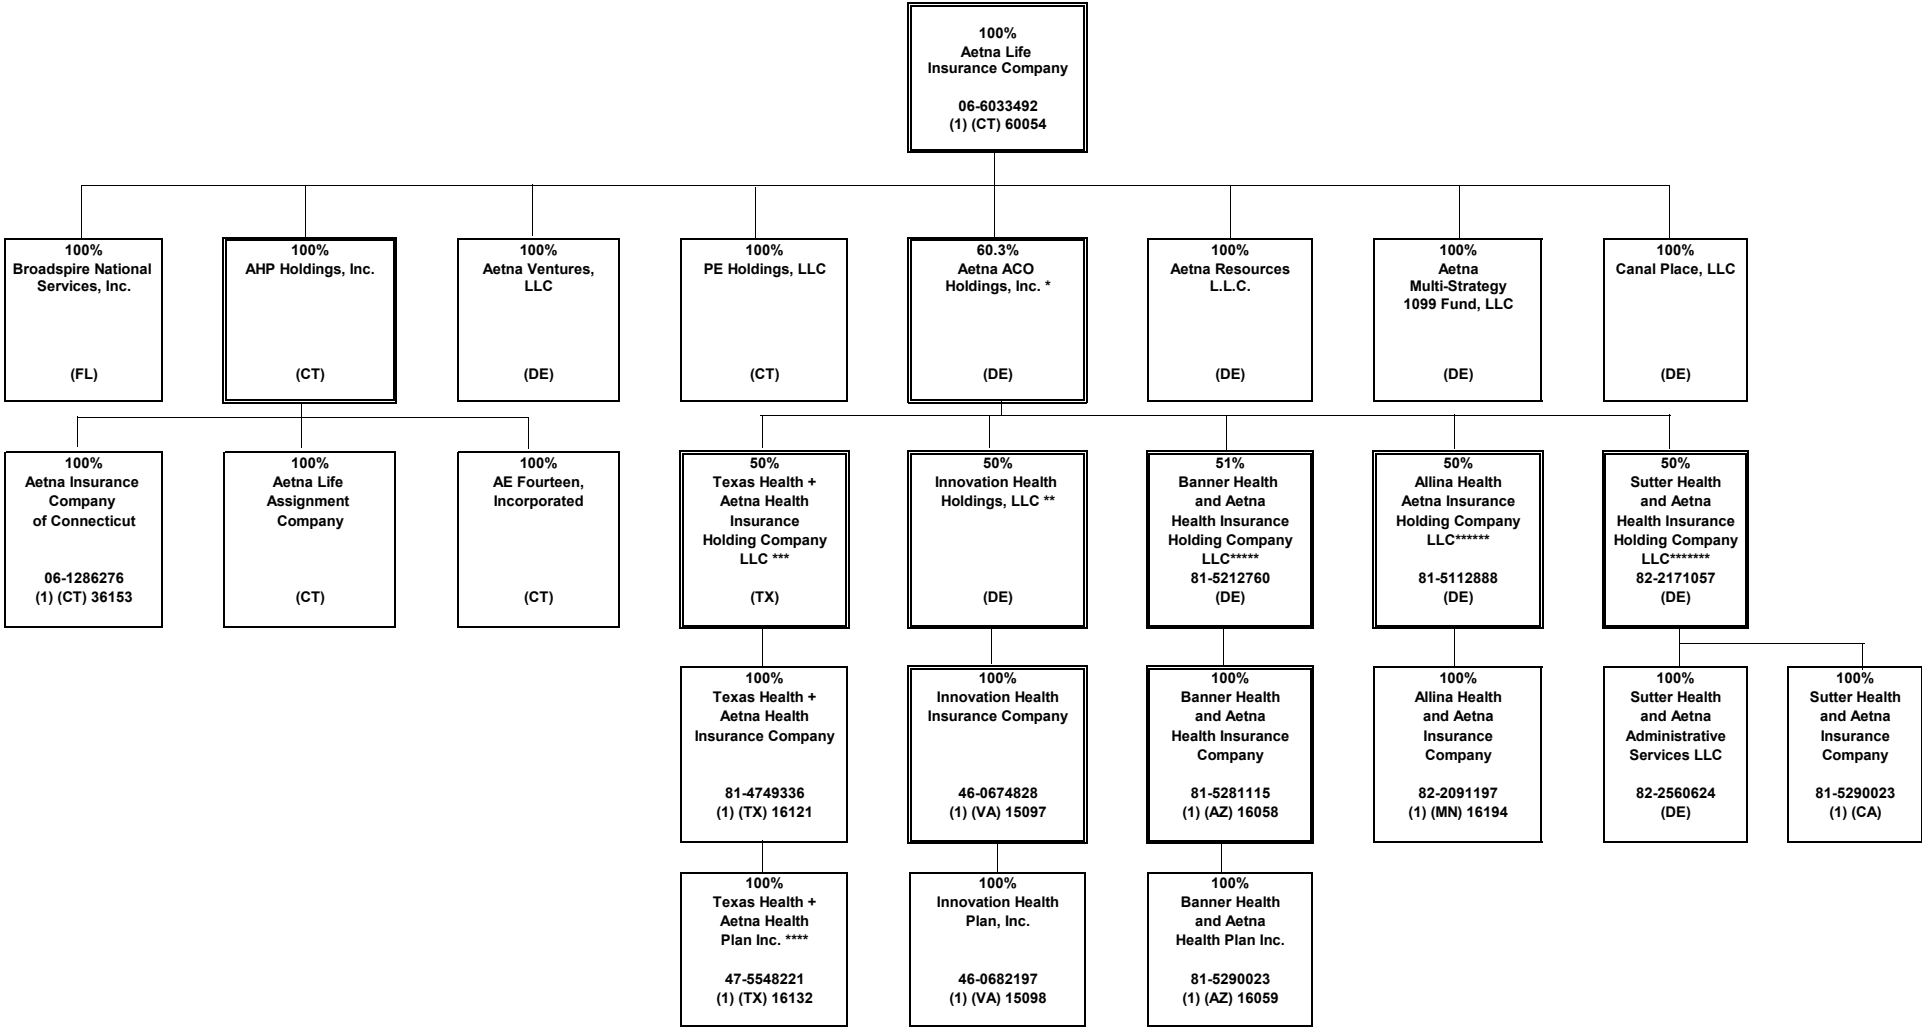 100%
Aetna Life
Insurance Company
06-6033492
(1) (CT) 60054
100%
Broadspire National
Services, Inc.
(FL)
100%
AHP Holdings, Inc.
(CT)
100%
Aetna Ventures,
LLC
(DE)
100%
PE Holdings, LLC
(CT)
60.3%
Aetna ACO
Holdings, Inc. *
(DE)
100%
Aetna Resources
L.L.C.
(DE)
100%
Aetna
Multi-Strategy
1099 Fund, LLC
(DE)
100%
Canal Place, LLC
(DE)
100%
Aetna Insurance
Company
of Connecticut
06-1286276
(1) (CT) 36153
100%
Aetna Life
Assignment
Company
(CT)
100%
AE Fourteen,
Incorporated
(CT)
50%
Texas Health +
Aetna Health
Insurance
Holding Company
LLC ***
(TX)
50%
Innovation Health
Holdings, LLC **
(DE)
51%
Banner Health
and Aetna
Health Insurance
Holding Company
LLC*****
81-5212760
(DE)
50%
Allina Health
Aetna Insurance
Holding Company
LLC******
81-5112888
(DE)
50%
Sutter Health
and Aetna
Health Insurance
Holding Company
LLC*******
82-2171057
(DE)
100%
Texas Health +
Aetna Health
Insurance Company
81-4749336
(1) (TX) 16121
100%
Innovation Health
Insurance Company
46-0674828
(1) (VA) 15097
100%
Banner Health
and Aetna
Health Insurance
Company
81-5281115
(1) (AZ) 16058
100%
Allina Health
and Aetna
Insurance
Company
82-2091197
(1) (MN) 16194
100%
Sutter Health
and Aetna
Administrative
Services LLC
82-2560624
(DE)
100%
Sutter Health
and Aetna
Insurance
Company
81-5290023
(1) (CA)
100%
Texas Health +
Aetna Health
Plan Inc. ****
47-5548221
(1) (TX) 16132
100%
Innovation Health
Plan, Inc.
46-0682197
(1) (VA) 15098
100%
Banner Health
and Aetna
Health Plan Inc.
81-5290023
(1) (AZ) 16059